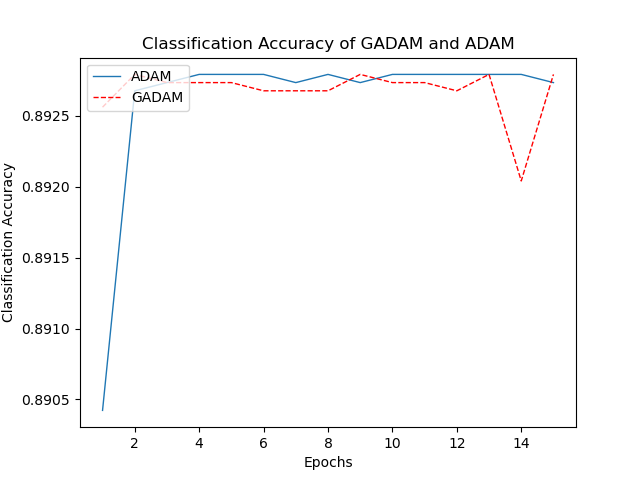 Classification Accuracy of GADAM and ADAM
ADAM
GADAM
0.8925
0.8920
0.8915
0.8910
0.8905
Classification Accuracy
2 4 6 8 10 12 14
Epochs